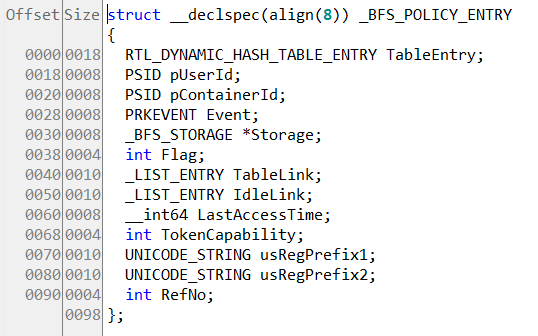 Offset Size struct __declspec(align(8)) _BFS_POLICY_ENTRY
{
0000 0018 RTL_DYNAMIC_HASH_TABLE_ENTRY TableEntry;
0018 0008 PSID pUserId;
0020 0008 PSID pContainerId;
0028 0008 PRKEVENT Event;
0030 0008 _BFS_STORAGE *Storage;
0038 0004 int Flag;
0040 0010 _LIST_ENTRY TableLink;
0050 0010 _LIST_ENTRY IdleLink;
0060 0008 __int64 LastAccessTime;
0068 0004 int TokenCapability;
0070 0010 UNICODE_STRING usRegPrefix1;
0080 0010 UNICODE_STRING usRegPrefix2;
0090 0004 int RefNo;
0098 };